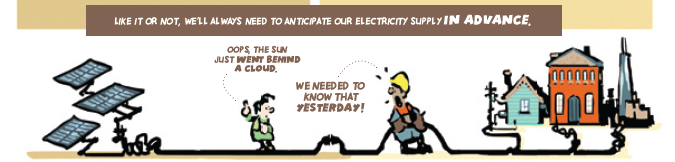 LIKE IT OR NOT, WE'LL ALWAYS NEED TO ANTICIPATE OUR ELECTRICITY SUPPLY IN ADVANCE.
OOPS, THE SUN
JUST WENT BEHIND
A CLOUD.
WE NEEDED TO
KNOW THAT
YESTERDAY!